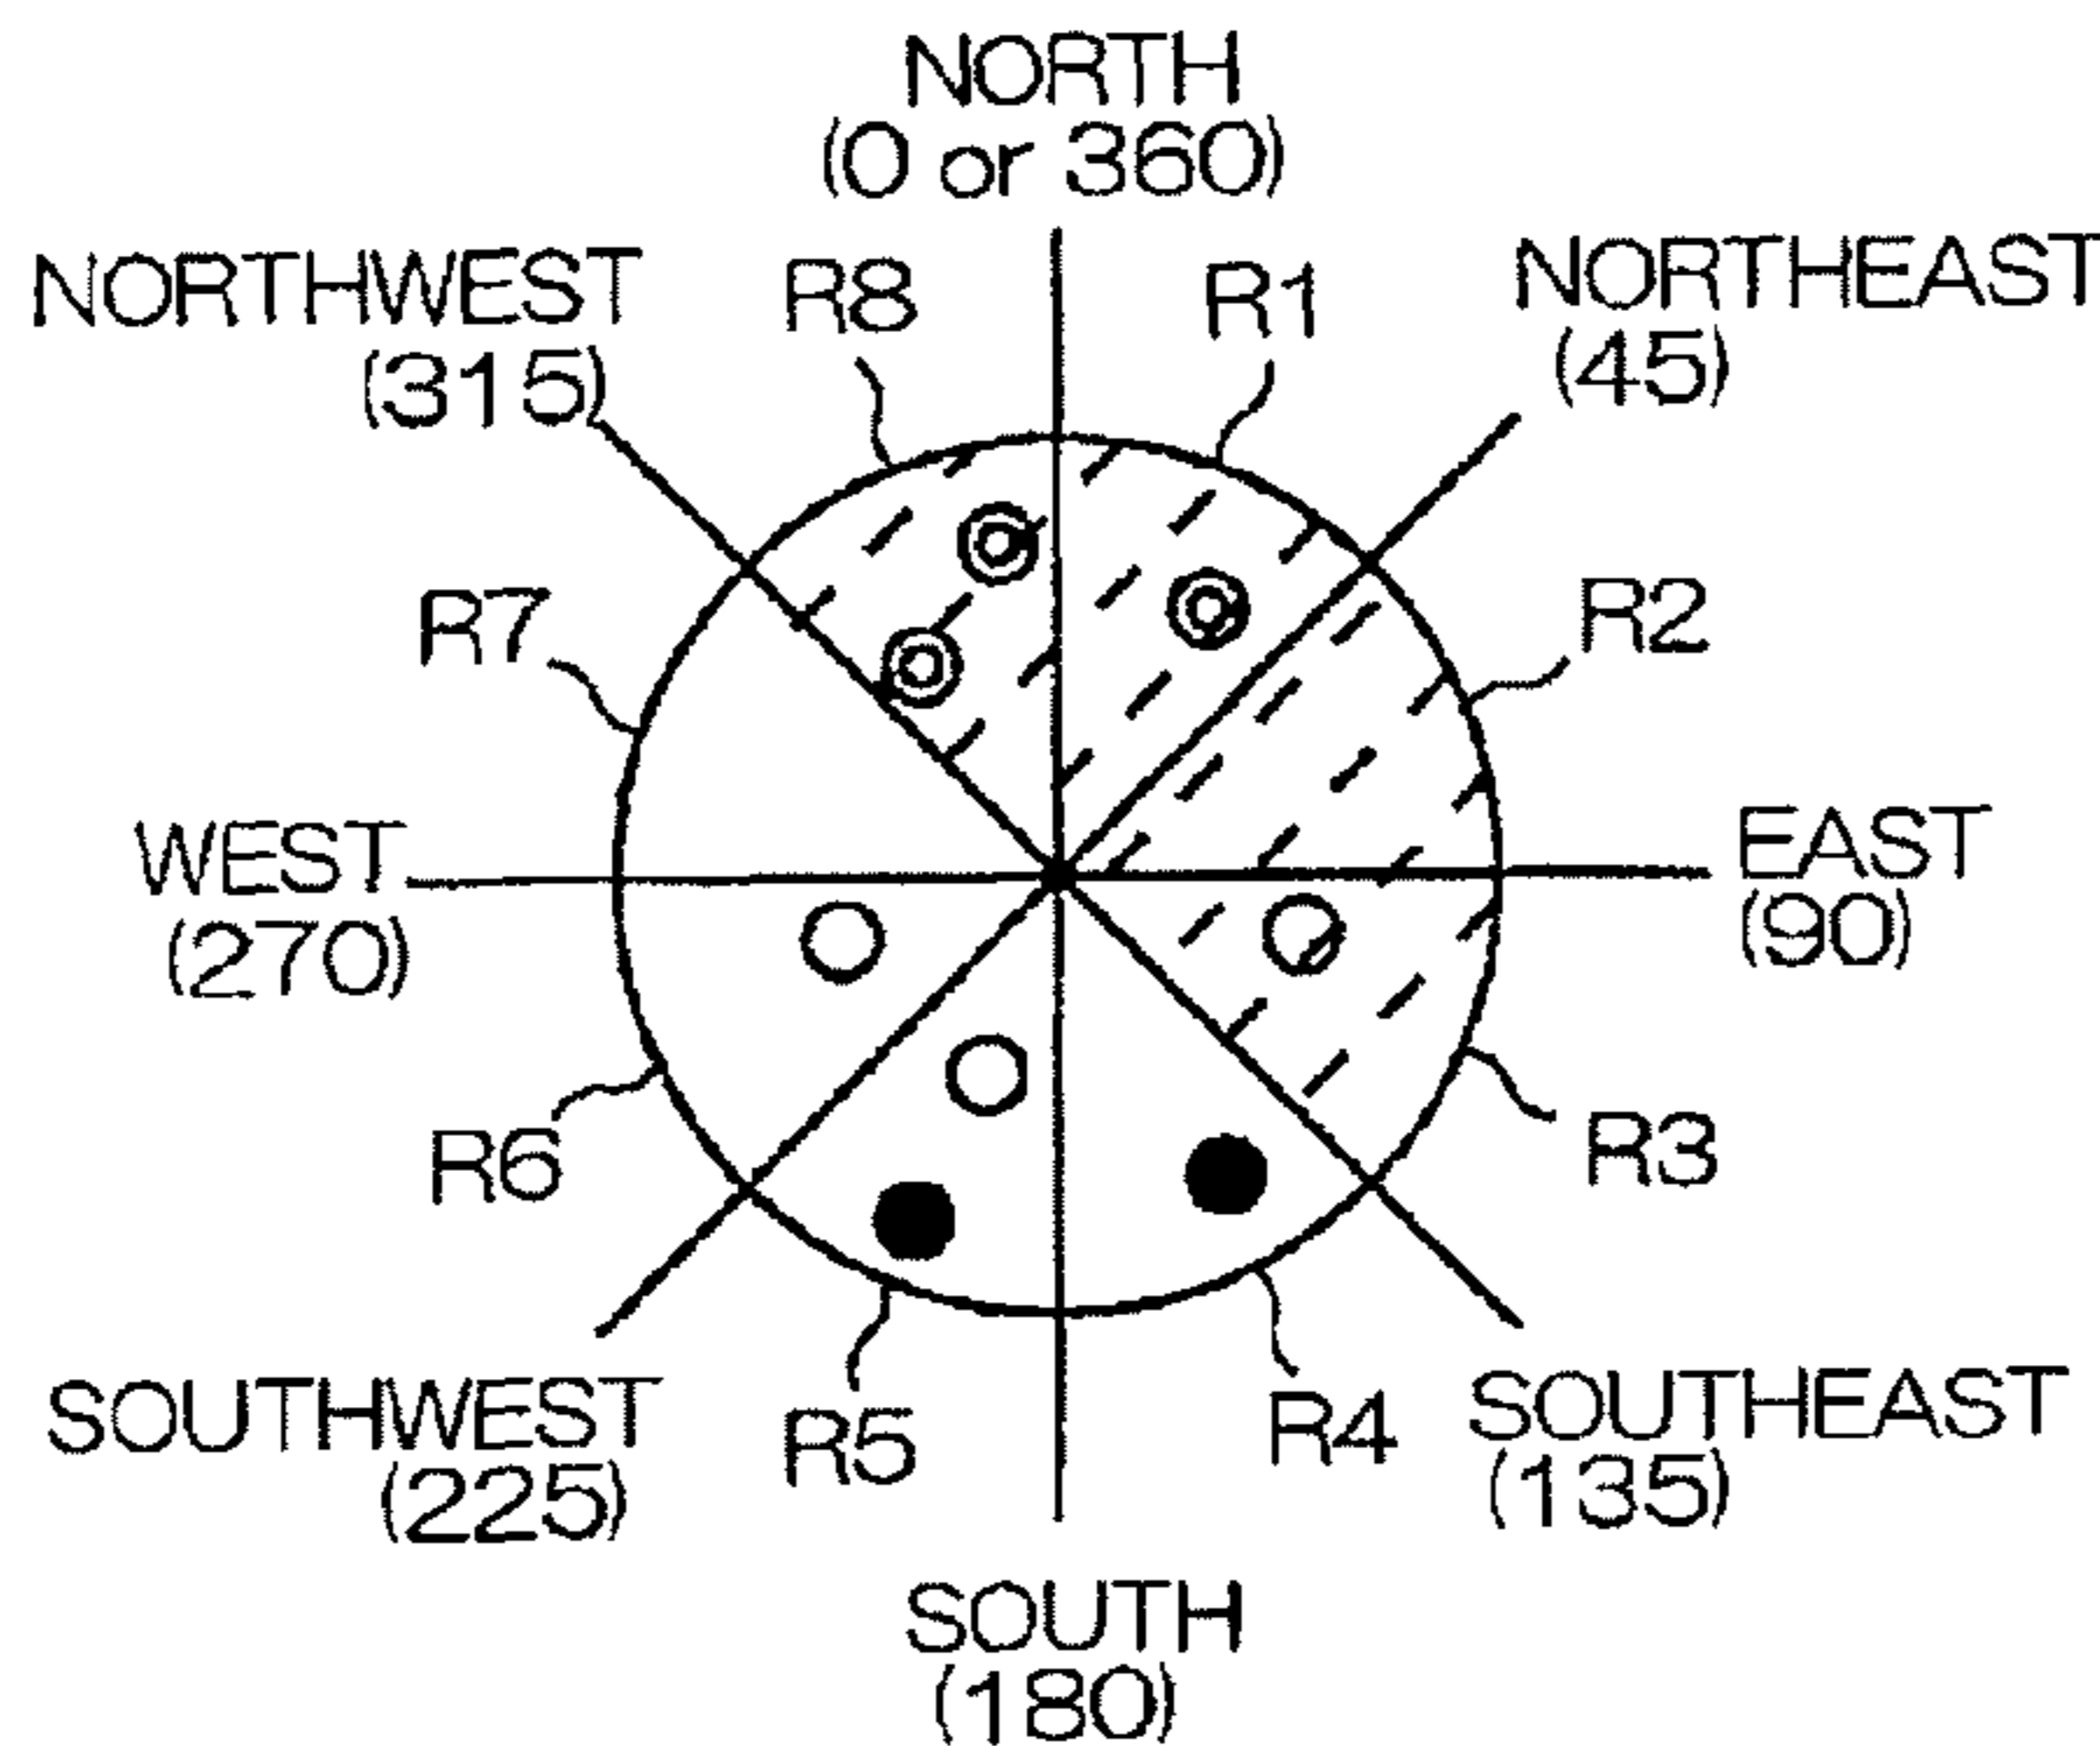 NORTH
(0 or 360)
NORTHWEST
(315)
R8
R1
NORTHEAST
(45)
R7
R2
WEST
(270)
EAST
(90)
R6
R3
SOUTHWEST
(225)
R5
R4
SOUTHEAST
(135)
SOUTH
(180)